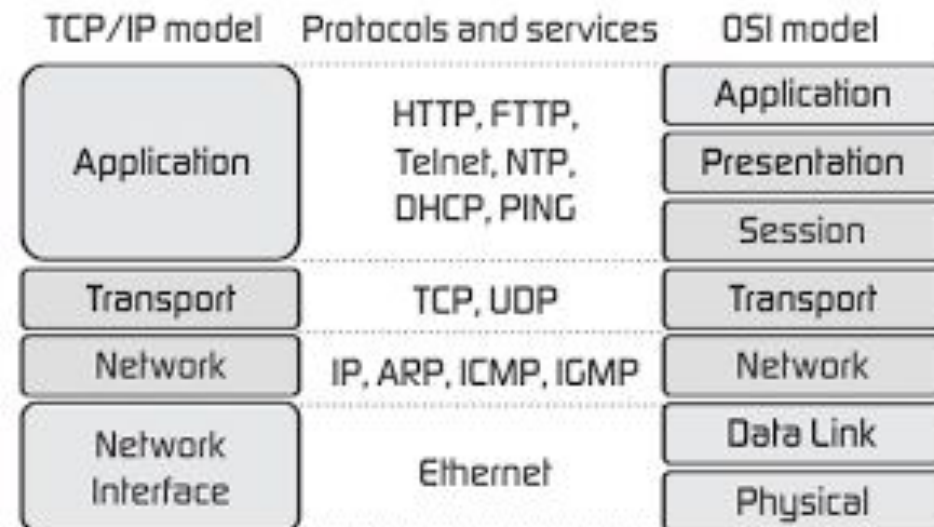 TCP/IP model Protocols and services OSI model
Application
HTTP, FTTP,
Telnet, NTP,
DHCP, PING
Application
Presentation
Session
Transport TCP, UDP Transport
Network IP, ARP, ICMP, IGMP Network
Network
Interface
Ethernet
Data Link
Physical